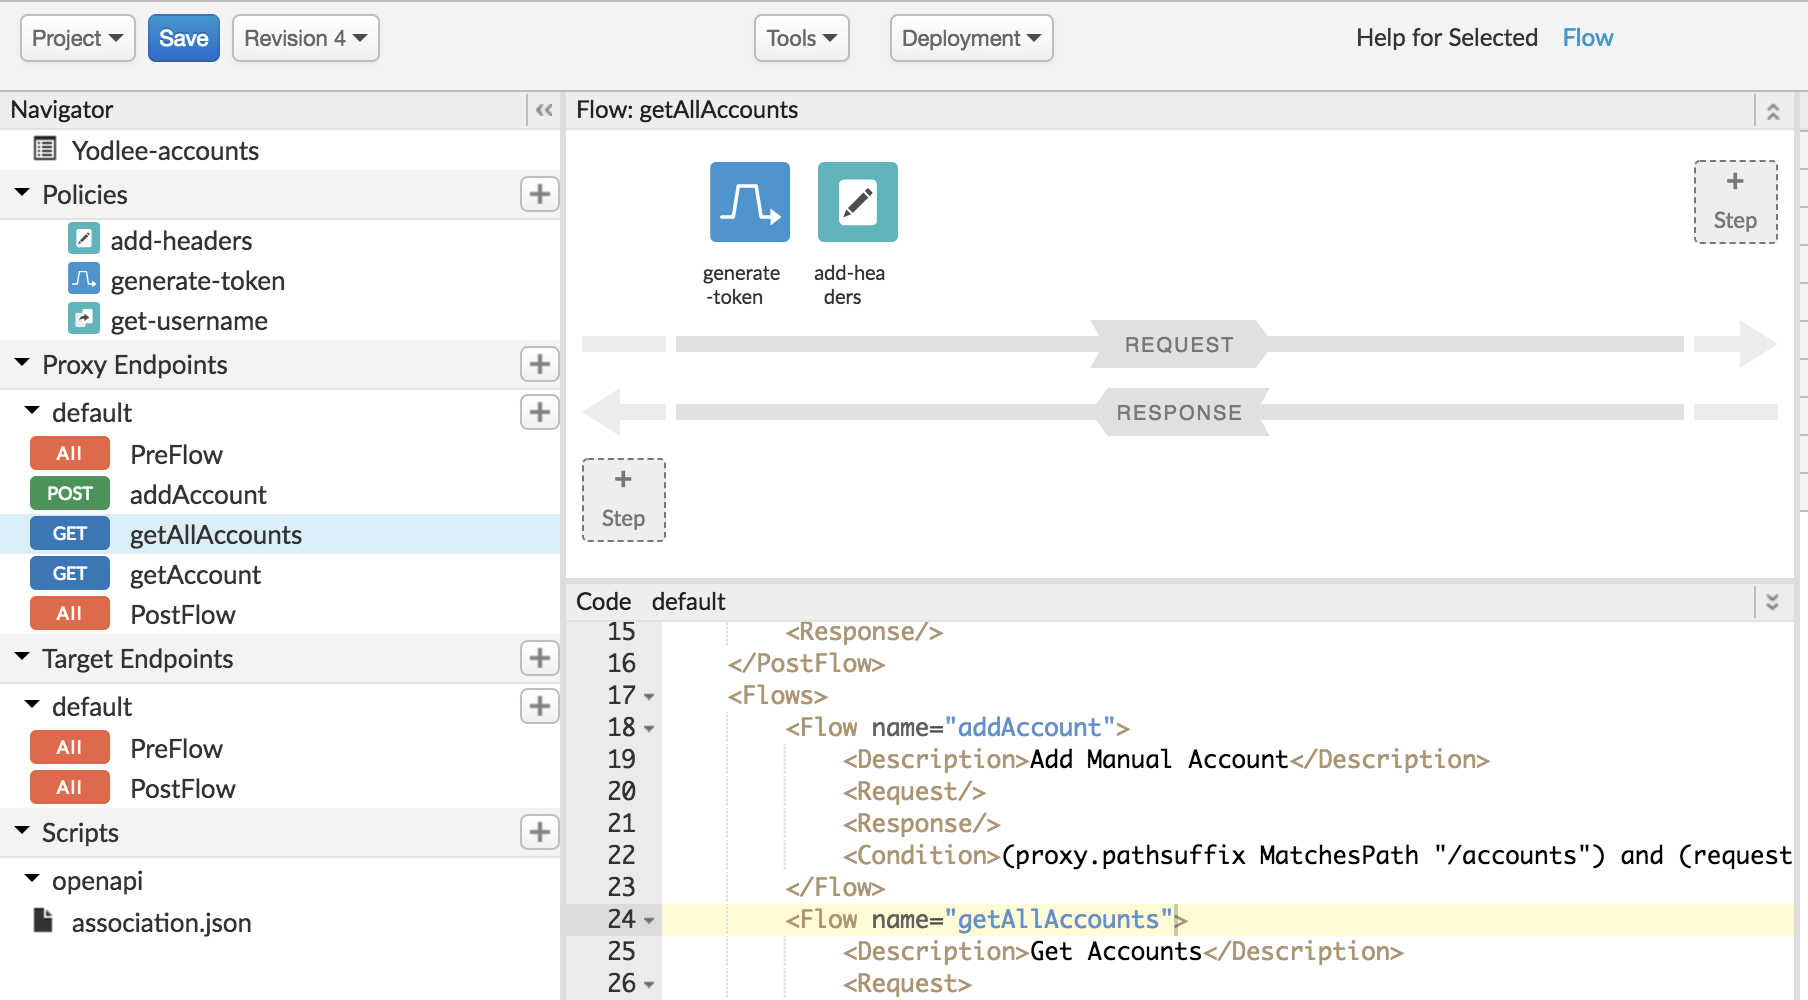 Project Save Revision 4 Tools Deployment Help for Selected Flow
Navigator
Yodlee-accounts
Policies
add-headers
generate-token
get-username
Proxy Endpoints
default
All PreFlow
POST addAccount
GET getAllAccounts
GET getAccount
All PostFlow
Target Endpoints
default
All PreFlow
All PostFlow
Scripts
openapi
association.json
Flow: getAllAccounts
generate
-token
add-hea
ders
+
Step
REQUEST
RESPONSE
+
Step
Code default
15 <Response/>
16 </PostFlow>
17 <Flows>
18 <Flow name="addAccount">
19 <Description>Add Manual Account</Description>
20 <Request/>
21 <Response/>
22 <Condition>(proxy.pathsuffix MatchesPath "/accounts") and (request
23 </Flow>
24 <Flow name="getAllAccounts">
25 <Description>Get Accounts</Description>
26 <Request>